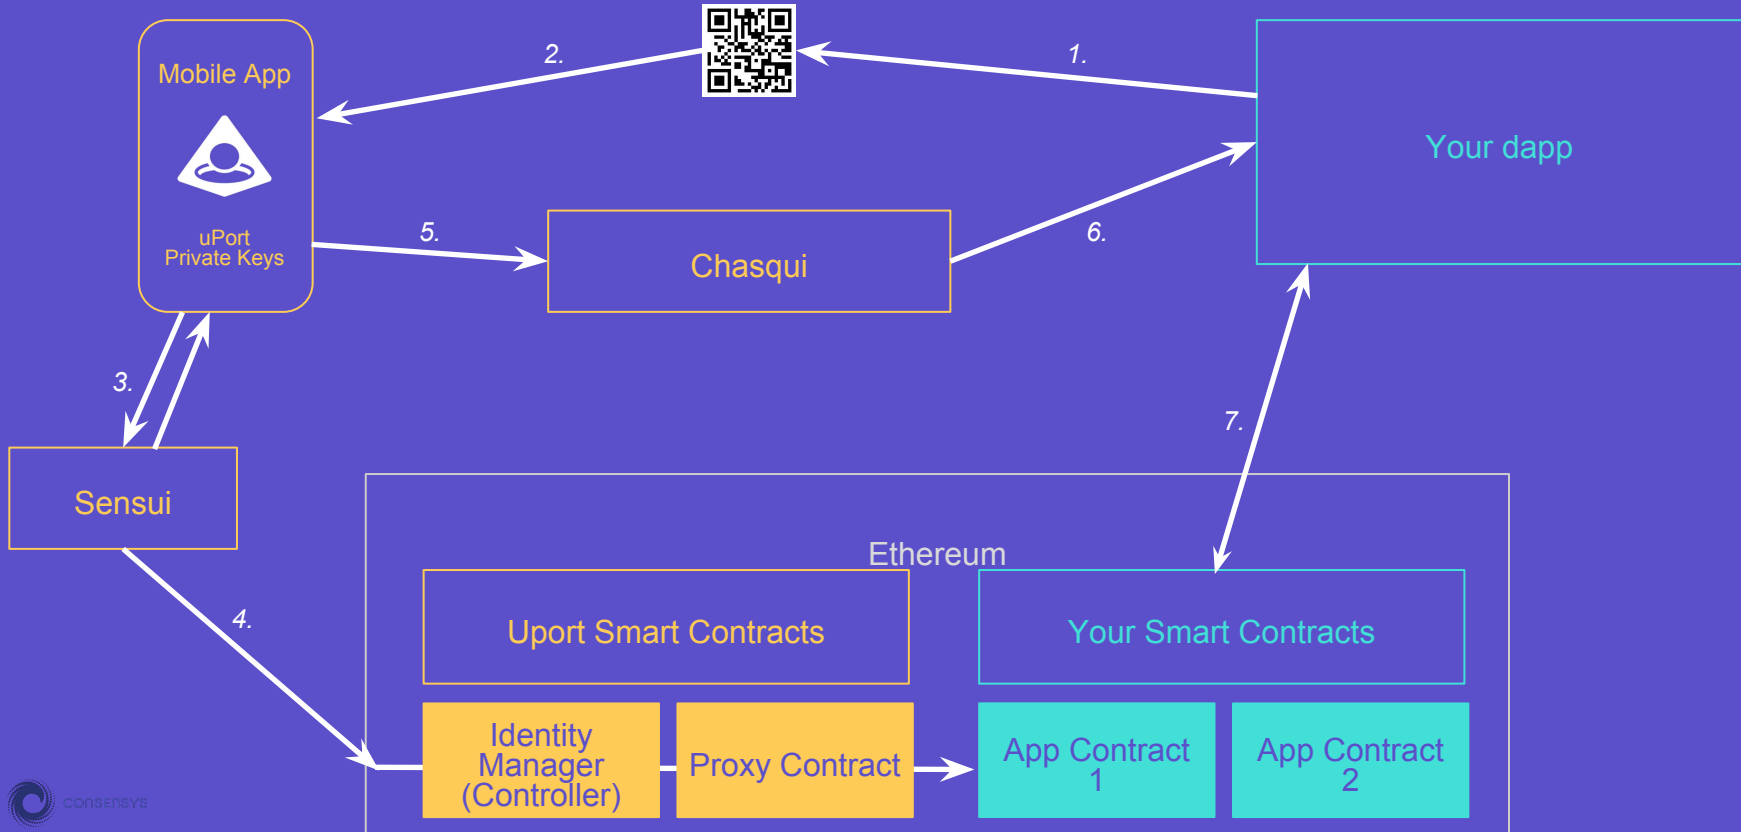 Mobile App
uPort
Private Keys
2.
1.
Your dapp
5.
Chasqui
6.
3.
Sensui
4.
7.
Ethereum
Uport Smart Contracts
Your Smart Contracts
Identity
Manager
(Controller)
Proxy Contract
App Contract
1
App Contract
2
CONSENSYS